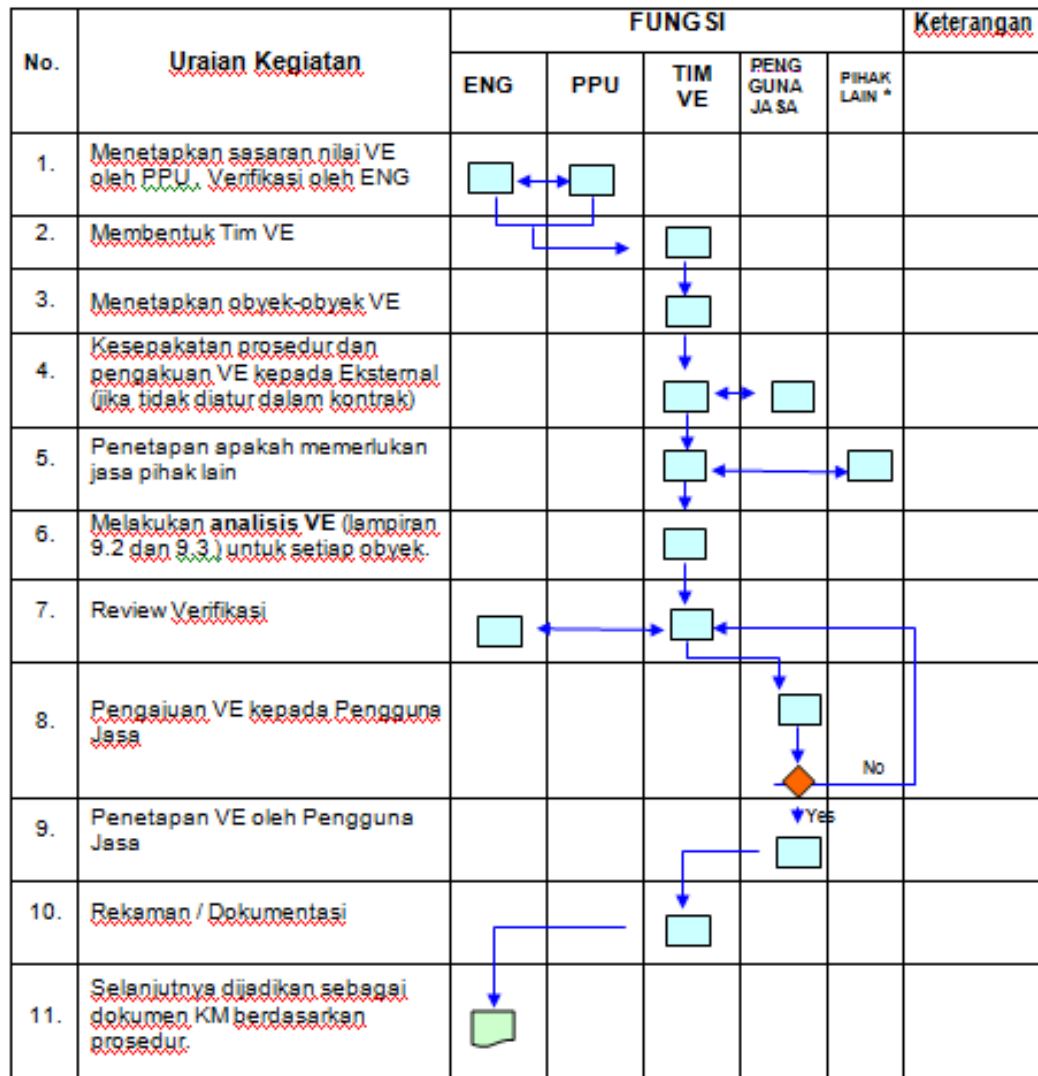 No.
Uraian Kegiatan
FUNGSI
Keterangan
ENG
PPU
TIM
VE
PENG
GUNA
JASA
PIHAK
LAIN *
1.
Menetapkan sasaran nilai VE
oleh PPU , Verifikasi oleh ENG
2.
Membentuk Tim VE
3.
Menetapkan obyek-obyek VE
4.
Kesepakatan prosedur dan
pengakuan VE kepada Eksternal
(jika tidak diatur dalam kontrak)
5.
Penetapan apakah memerlukan
jasa pihak lain
6.
Melakukan analisis VE (lampiran
9.2 dan 9.3 ) untuk setiap obyek.
7.
Review Verifikasi
8.
Pengajuan VE kepada Pengguna
Jasa
No
9.
Penetapan VE oleh Pengguna
Jasa
Yes
10.
Rekaman / Dokumentasi
11.
Selanjutnya dijadikan sebagai
dokumen KM berdasarkan
prosedur.